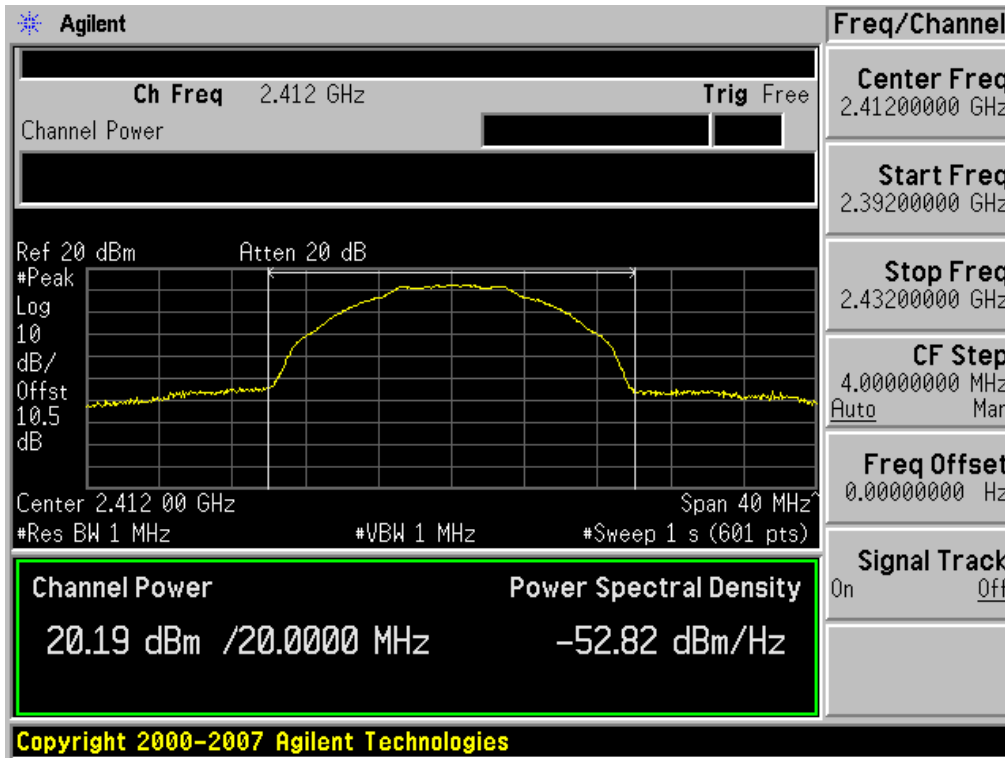 Agilent
Freq/Channel
Ch Freq 2.412 GHz Trig Free
Channel Power
Center Freq
2.41200000 GHz
Start Freq
2.39200000 GHz
Stop Freq
2.43200000 GHz
CF Step
4.00000000 MHz
Auto Man
Freq Offset
0.00000000 Hz
Signal Track
On Off
Ref 20 dBm Atten 20 dB
#Peak
Log
10
dB/
Offst
10.5
dB
Center 2.412 00 GHz Span 40 MHz^
#Res BW 1 MHz #VBW 1 MHz #Sweep 1 s (601 pts)
Channel Power Power Spectral Density
20.19 dBm /20.0000 MHz -52.82 dBm/Hz
Copyright 2000-2007 Agilent Technologies